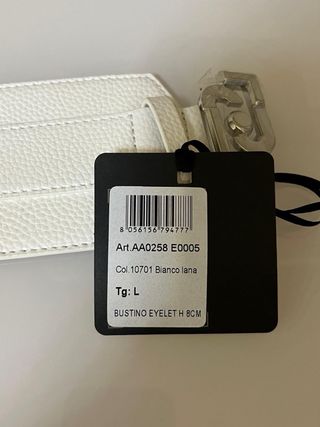 8 056156 794777
Art.AA0258 E0005
Col.10701 Bianco lana
Tg: L
BUSTINO EYELET H 8CM